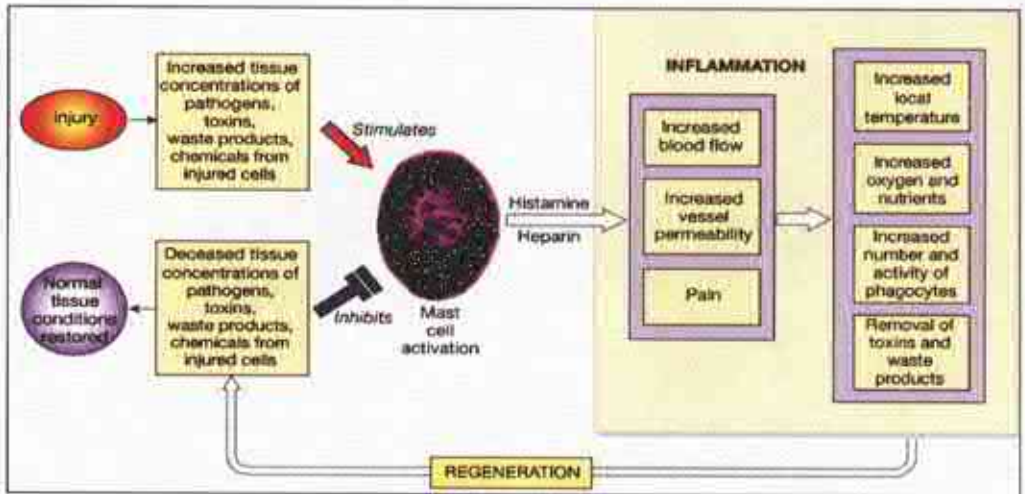 Injury
Increased tissue
concentrations of
pathogens,
toxins,
waste products,
chemicals from
injured cells
Stimulates
Normal
tissue
conditions
restored
Deceased tissue
concentrations of
pathogens,
toxins,
waste products,
chemicals from
injured cells
Inhibits
Mast
cell
activation
Histamine
Heparin
INFLAMMATION
Increased
blood flow
Increased
vessel
permeability
Pain
Increased
local
temperature
Increased
oxygen and
nutrients
Increased
number and
activity of
phagocytes
Removal of
toxins and
waste
products
REGENERATION